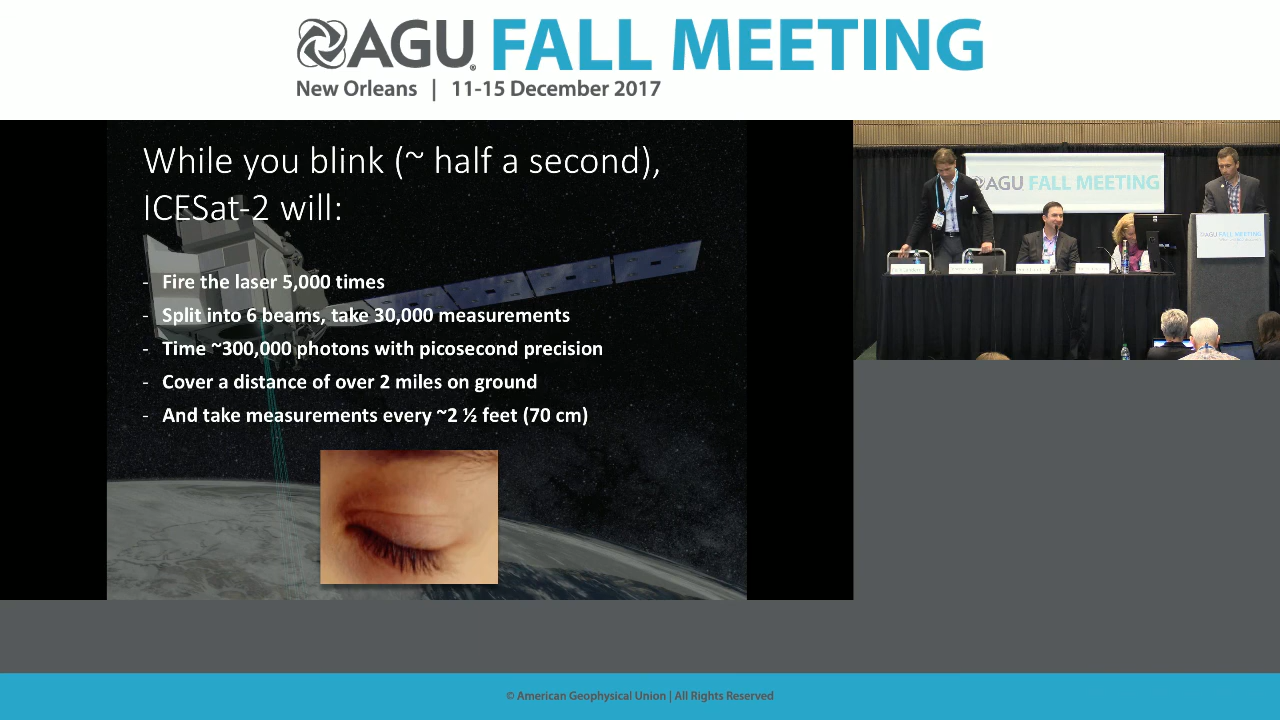 AGU FALL MEETING
New Orleans | 11-15 December 2017
While you blink (~ half a second),
ICESat-2 will:
- Fire the laser 5,000 times
- Split into 6 beams, take 30,000 measurements
- Time ~300,000 photons with picosecond precision
- Cover a distance of over 2 miles on ground
- And take measurements every ~2 ½ feet (70 cm)
AGU FALL MEETING
AGU FALL MEETING
© American Geophysical Union | All Rights Reserved